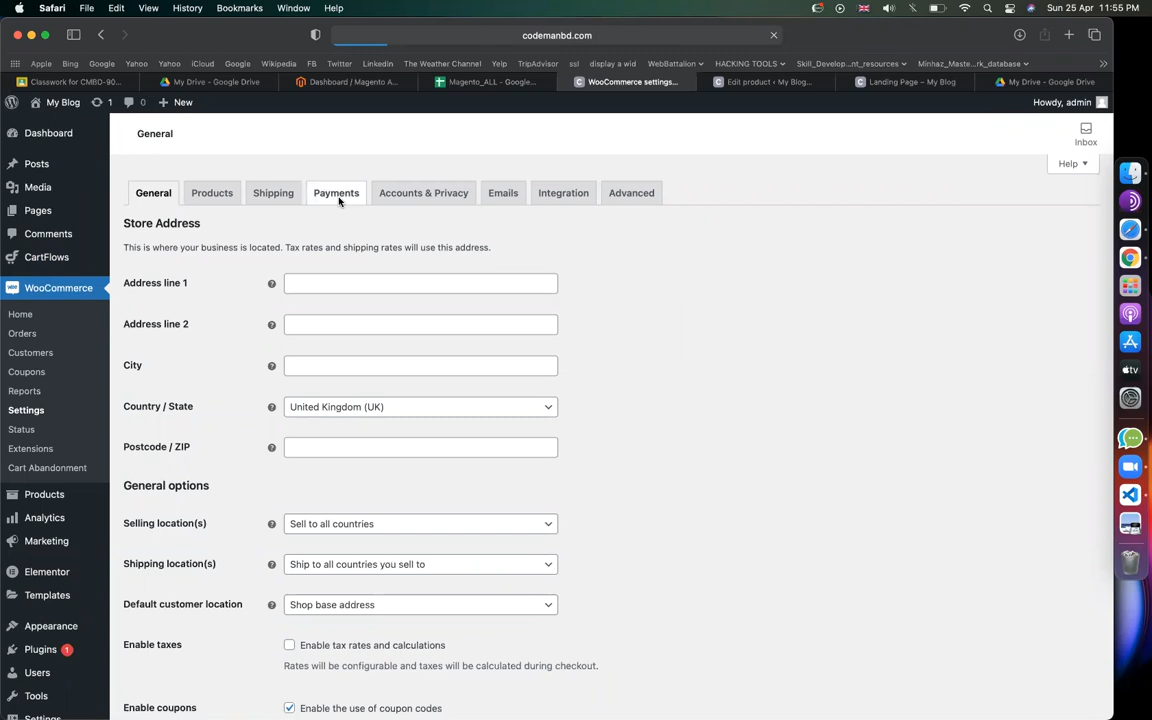 Safari File Edit View History Bookmarks Window Help Sun 25 Apr 11:55 PM
codemanbd.com
Apple Bing Google Yahoo Yahoo iCloud Google Wikipedia FB Twitter Linkedin The Weather Channel Yelp TripAdvisor ssl display a wid WebBattalion HACKING TOOLS Skill_Develop...nt_resources Minhaz_Maste...rk_database
Classwork for CMBD-90... My Drive - Google Drive Dashboard / Magento A... Magento_ALL - Google... WooCommerce settings... Edit product ‹ My Blog... Landing Page – My Blog My Drive - Google Drive
My Blog 1 0 New Howdy, admin
Dashboard
Posts
Media
Pages
Comments
CartFlows
WooCommerce
Home
Orders
Customers
Coupons
Reports
Settings
Status
Extensions
Cart Abandonment
Products
Analytics
Marketing
Elementor
Templates
Appearance
Plugins 1
Users
Tools
Settings
General
Inbox
Help
General Products Shipping Payments Accounts & Privacy Emails Integration Advanced
Store Address
This is where your business is located. Tax rates and shipping rates will use this address.
Address line 1
Address line 2
City
Country / State United Kingdom (UK)
Postcode / ZIP
General options
Selling location(s) Sell to all countries
Shipping location(s) Ship to all countries you sell to
Default customer location Shop base address
Enable taxes Enable tax rates and calculations
Rates will be configurable and taxes will be calculated during checkout.
Enable coupons Enable the use of coupon codes
tv